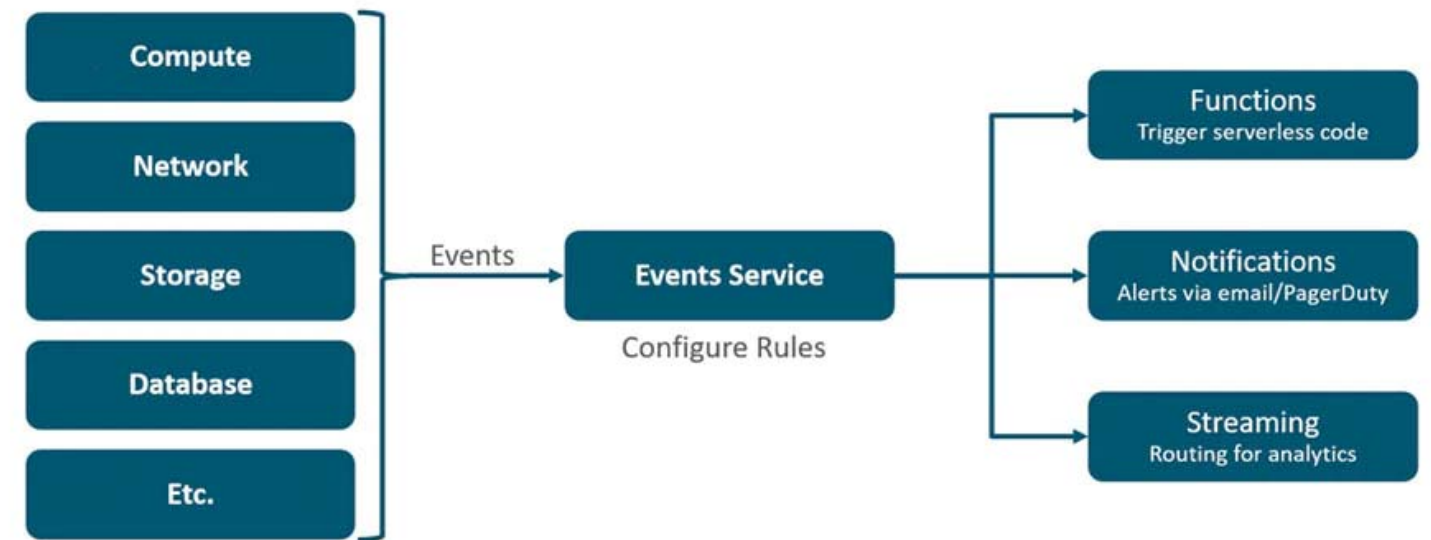 Compute
Network
Storage
Database
Etc.
Events
Events Service
Configure Rules
Functions
Trigger serverless code
Notifications
Alerts via email/PagerDuty
Streaming
Routing for analytics